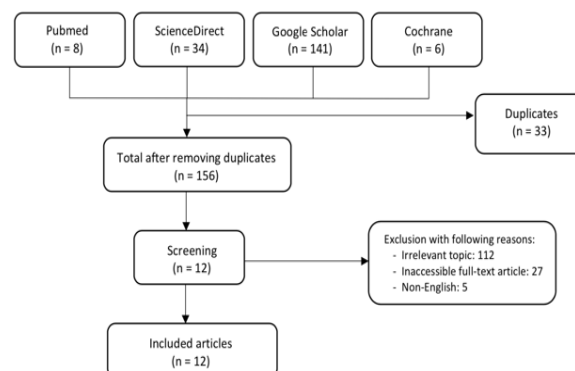 Pubmed
(n = 8)
ScienceDirect
(n = 34)
Google Scholar
(n = 141)
Cochrane
(n = 6)
Duplicates
(n = 33)
Total after removing duplicates
(n = 156)
Screening
(n = 12)
Exclusion with following reasons:
- Irrelevant topic: 112
- Inaccessible full-text article: 27
- Non-English: 5
Included articles
(n = 12)